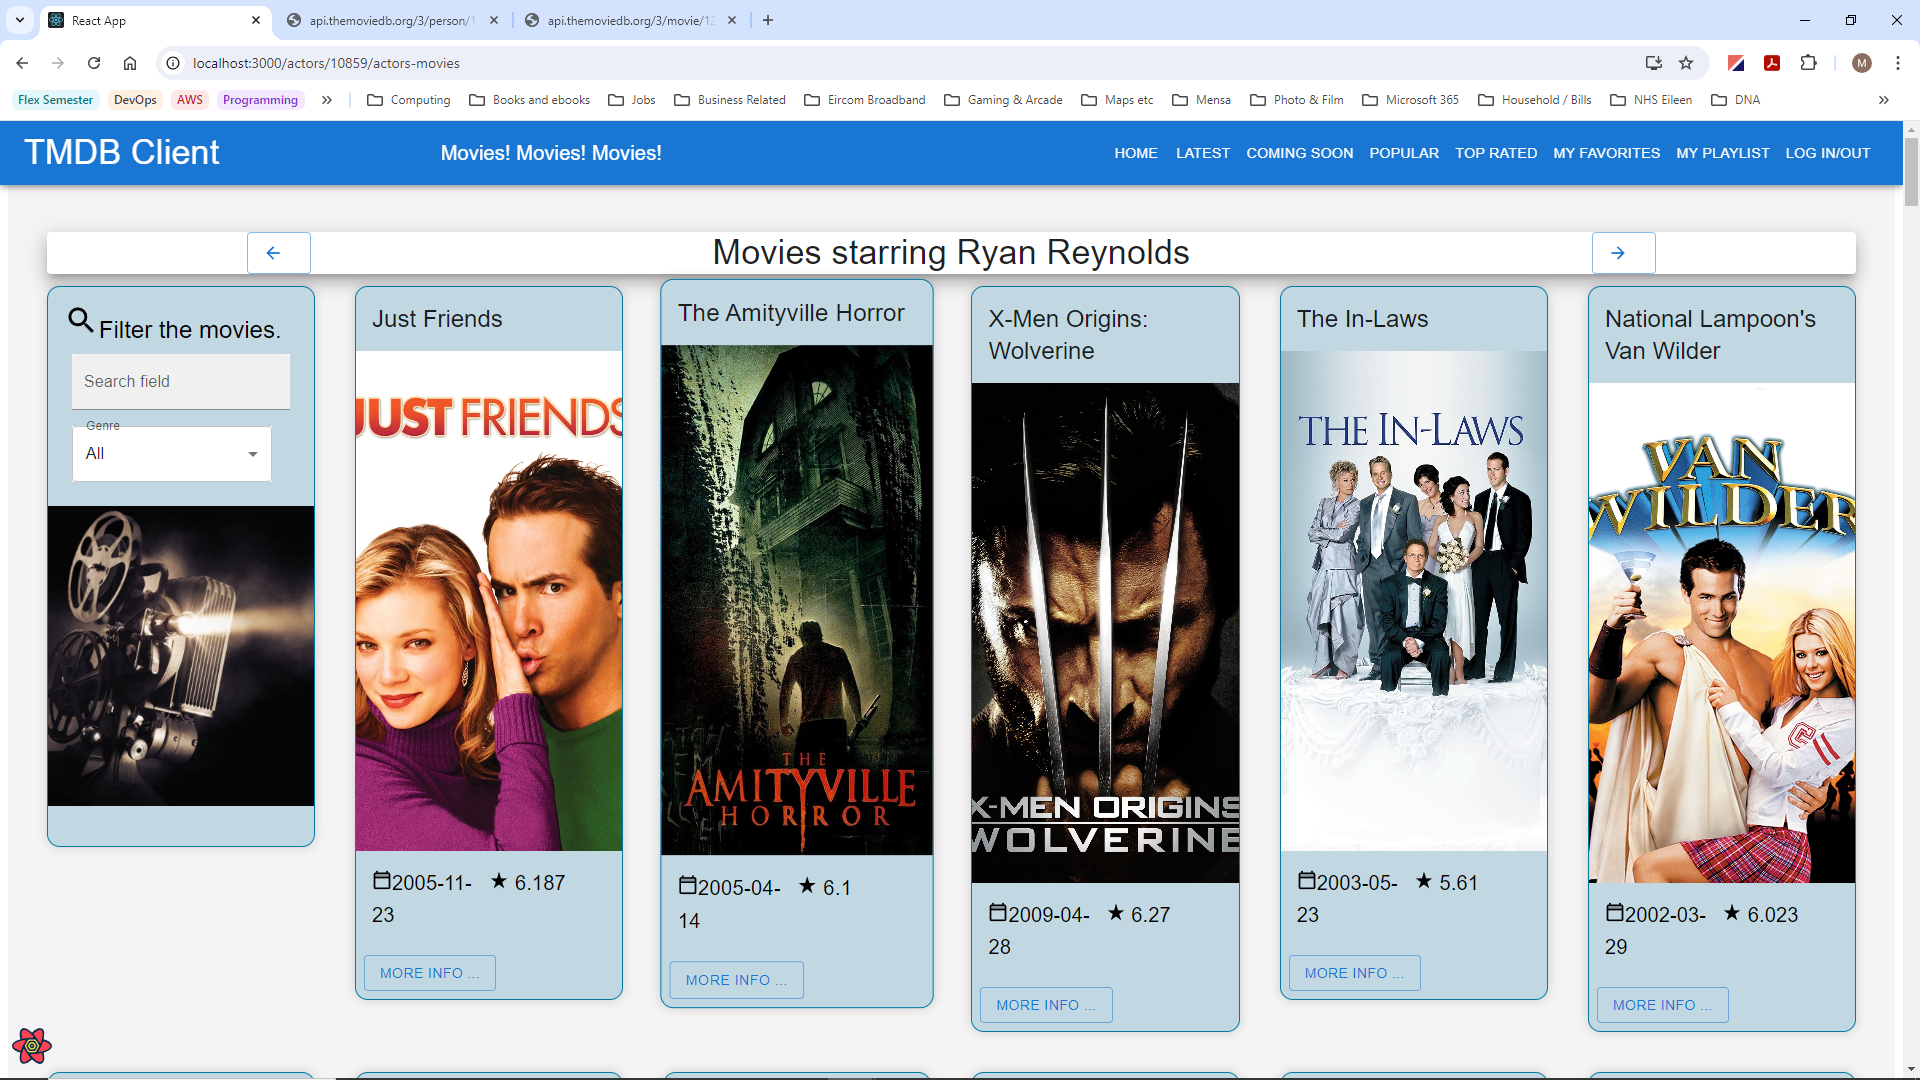 React App
api.themoviedb.org/3/person/1
api.themoviedb.org/3/movie/12
localhost:3000/actors/10859/actors-movies
M
Flex Semester
DevOps
AWS
Programming
Computing
Books and ebooks
Jobs
Business Related
Eircom Broadband
Gaming & Arcade
Maps etc
Mensa
Photo & Film
Microsoft 365
Household / Bills
NHS Eileen
DNA
TMDB Client
Movies! Movies! Movies!
HOME
LATEST
COMING SOON
POPULAR
TOP RATED
MY FAVORITES
MY PLAYLIST
LOG IN/OUT
Movies starring Ryan Reynolds
Filter the movies.
Search field
Genre
All
Just Friends
JUST FRIENDS
2005-11-
23
6.187
MORE INFO ...
The Amityville Horror
THE
AMITYVILLE
HORROR
2005-04-
14
6.1
MORE INFO ...
X-Men Origins:
Wolverine
X-MEN ORIGINS
WOLVERINE
2009-04-
28
6.27
MORE INFO ...
The In-Laws
THE IN-LAWS
2003-05-
23
5.61
MORE INFO ...
National Lampoon's
Van Wilder
VAN
WILDER
C
2002-03-
29
6.023
MORE INFO ...